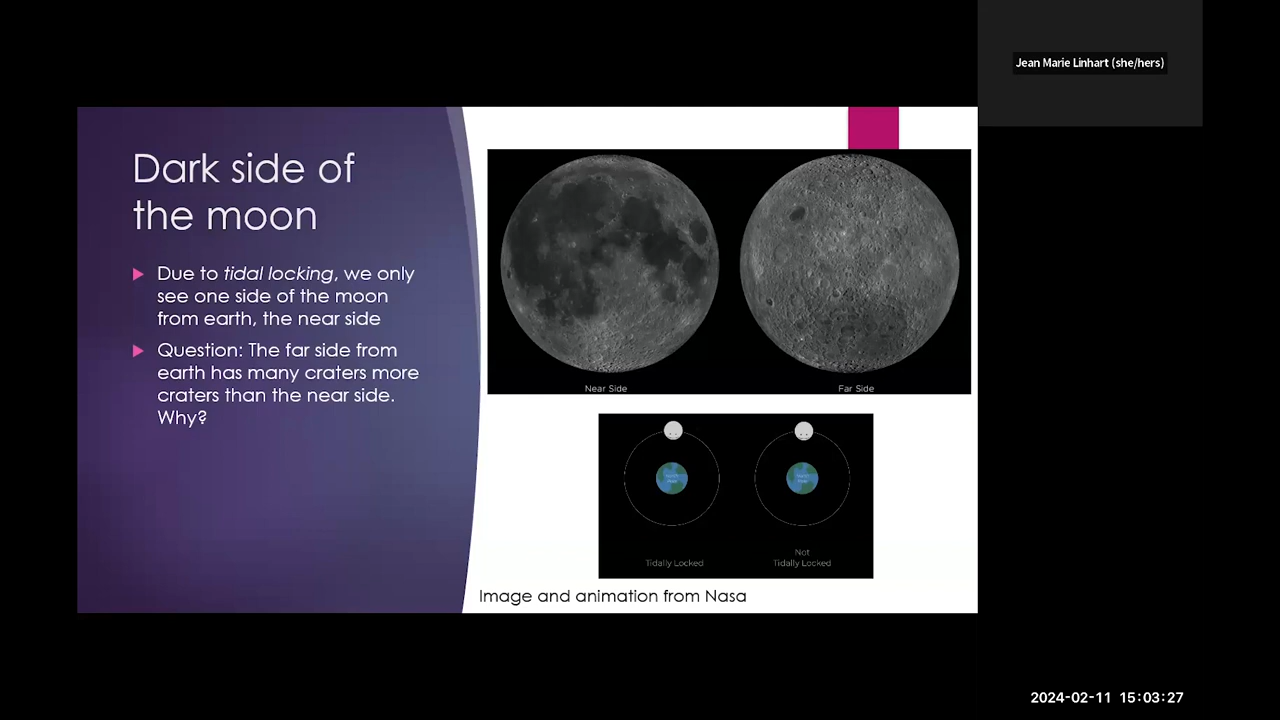 Jean Marie Linhart (she/hers)
Dark side of
the moon
Due to tidal locking, we only
see one side of the moon
from earth, the near side
Question: The far side from
earth has many craters more
craters than the near side.
Why?
Near Side
Far Side
Tidally Locked
Not
Tidally Locked
Image and animation from Nasa
2024-02-11 15:03:27